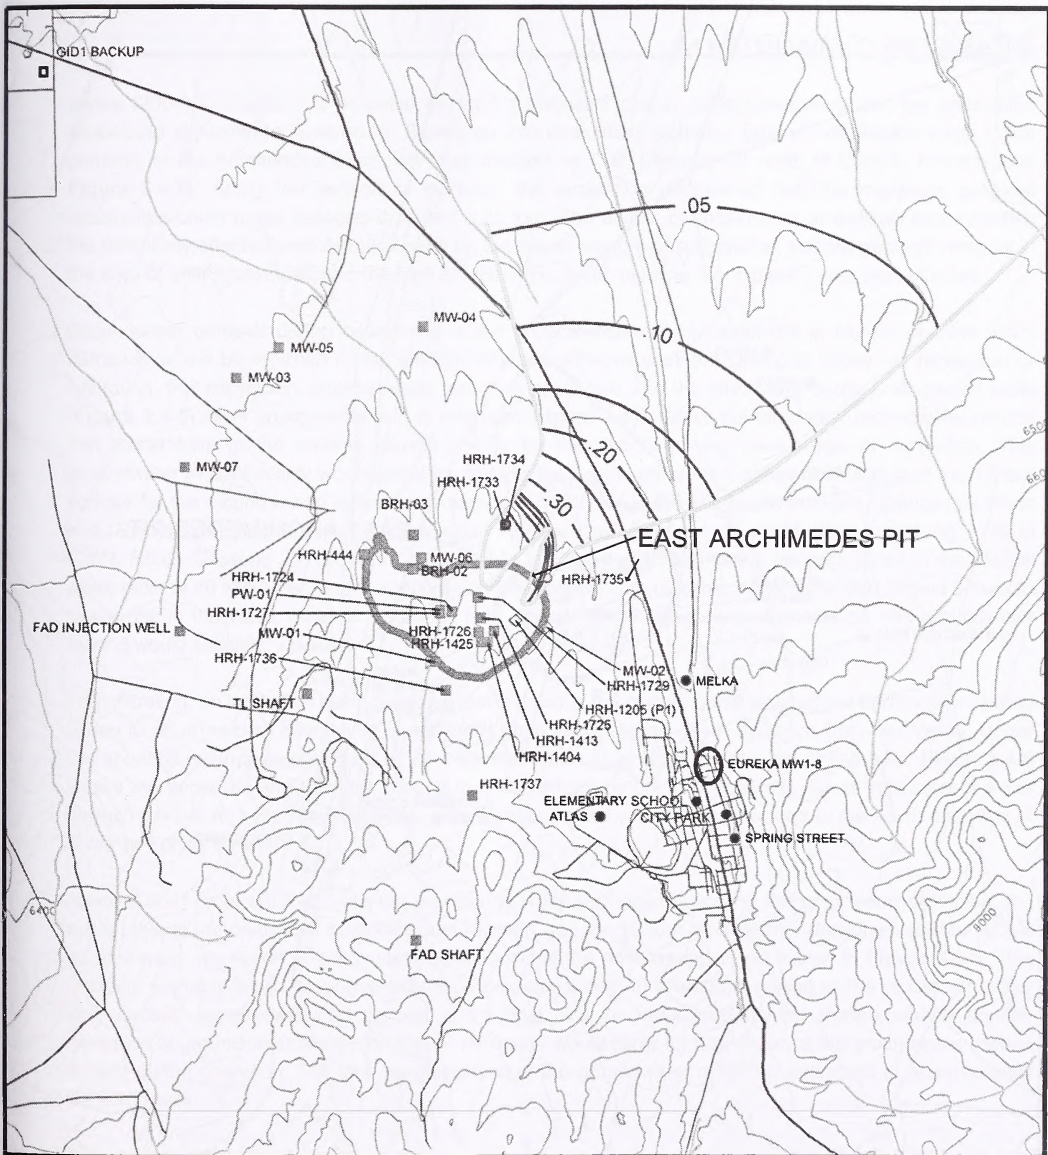 GID1 BACKUP
.05
MW-04
.10
MW-05
MW-03
6500
.20
HRH-1734
MW-07
HRH-1733
.30
BRH-03
EAST ARCHIMEDES PIT
HRH-444
MW-06
BRH-02
HRH-1724
HRH-1735
PW-01
HRH-1727
FAD INJECTION WELL
HRH-1726
MW-01
HRH-1425
HRH-1736
MW-02
MELKA
HRH-1729
TL SHAFT
HRH-1205 (P1)
HRH-1725
HRH-1413
HRH-1404
EUREKA MW1-8
HRH-1737
ELEMENTARY SCHOOL
ATLAS
CITY PARK
SPRING STREET
6400
FAD SHAFT